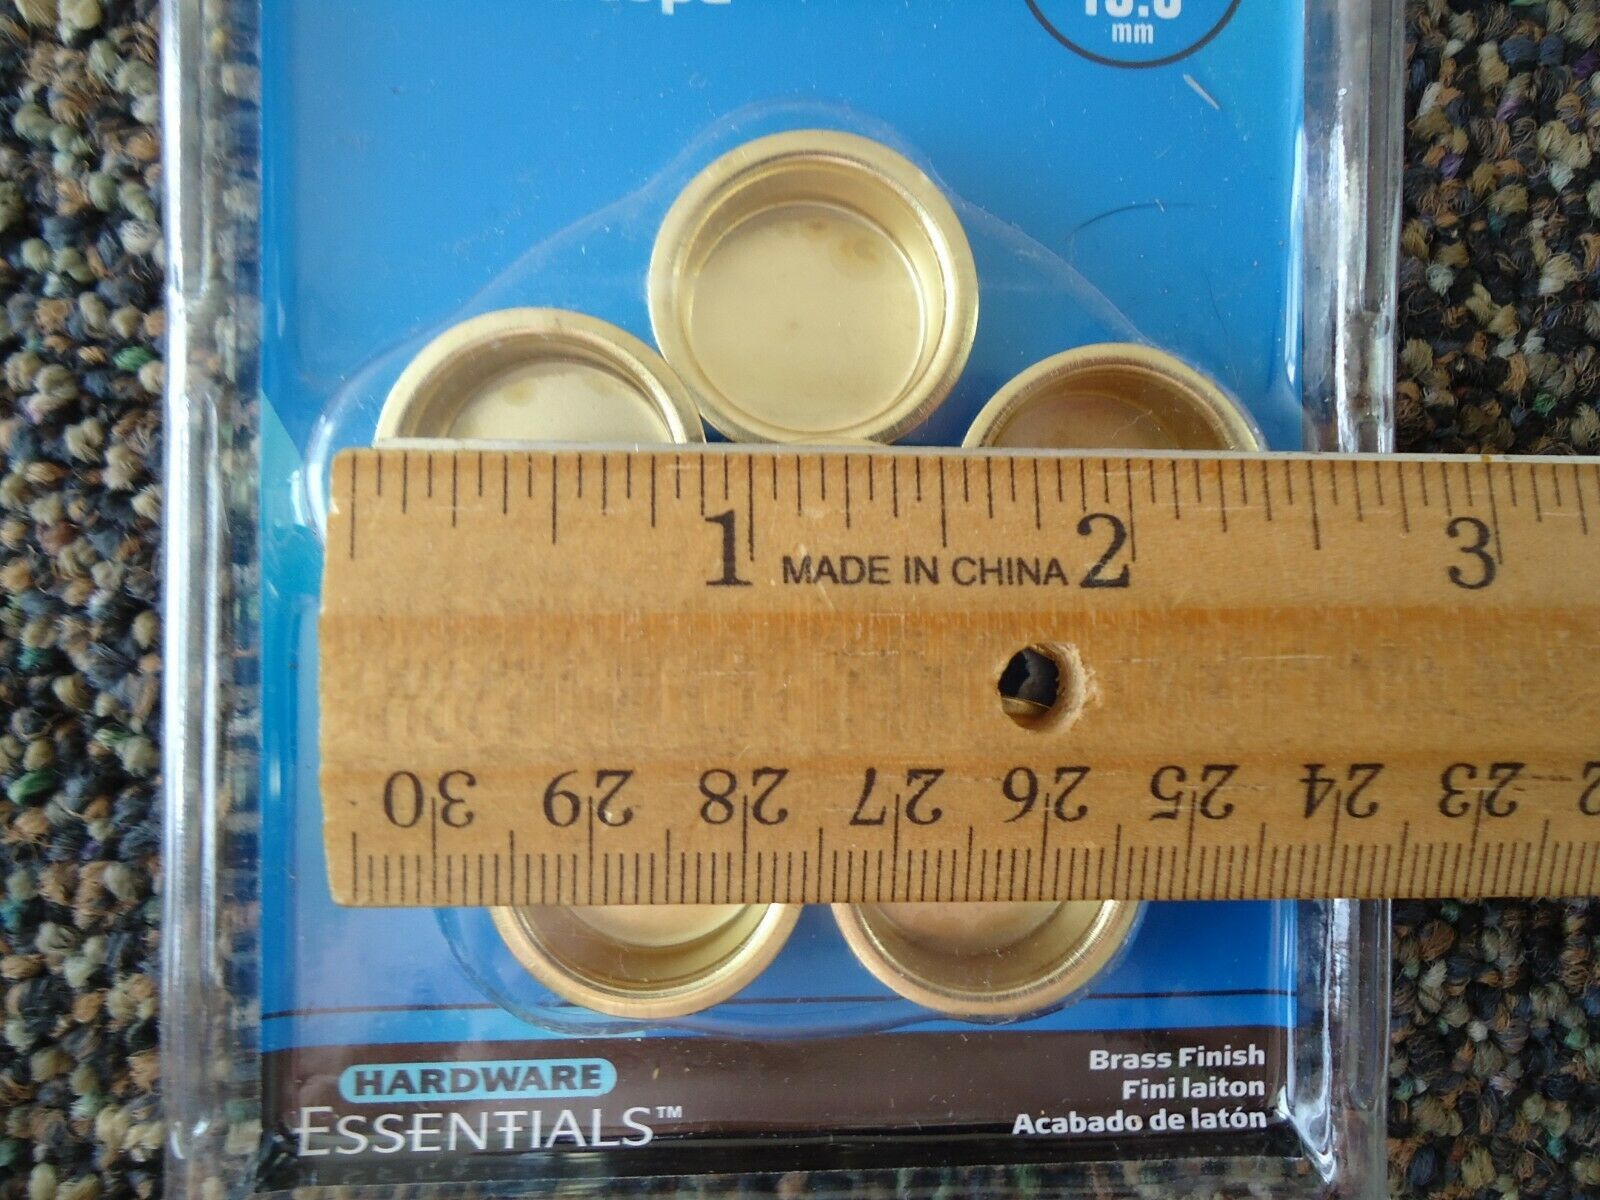 mm
1 MADE IN CHINA 2 3
30 29 28 27 26 25 24 23
HARDWARE
ESSENTIALS™
Brass Finish
Fini laiton
Acabado de latón